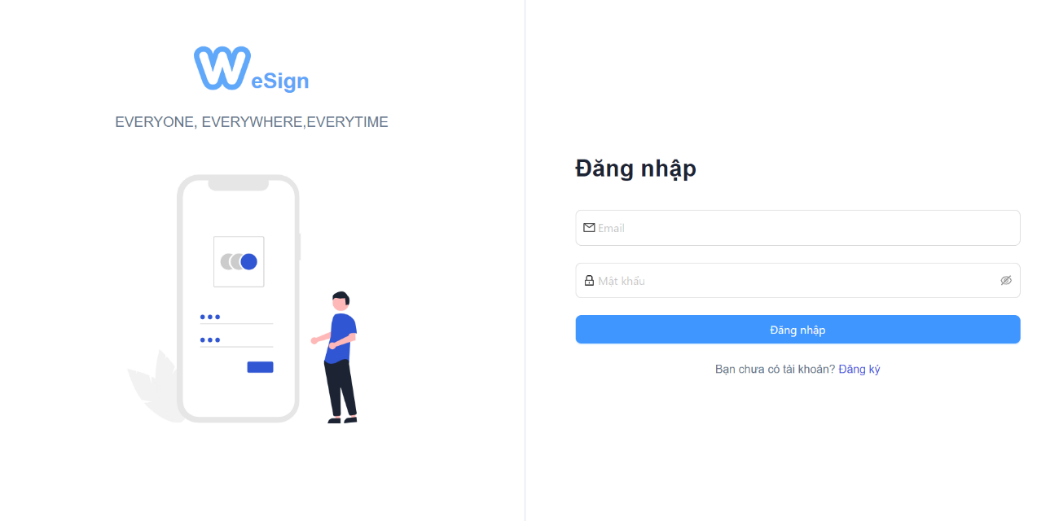 WeSign
EVERYONE, EVERYWHERE,EVERYTIME
Đăng nhập
Email
Mật khẩu
Đăng nhập
Bạn chưa có tài khoản? Đăng ký